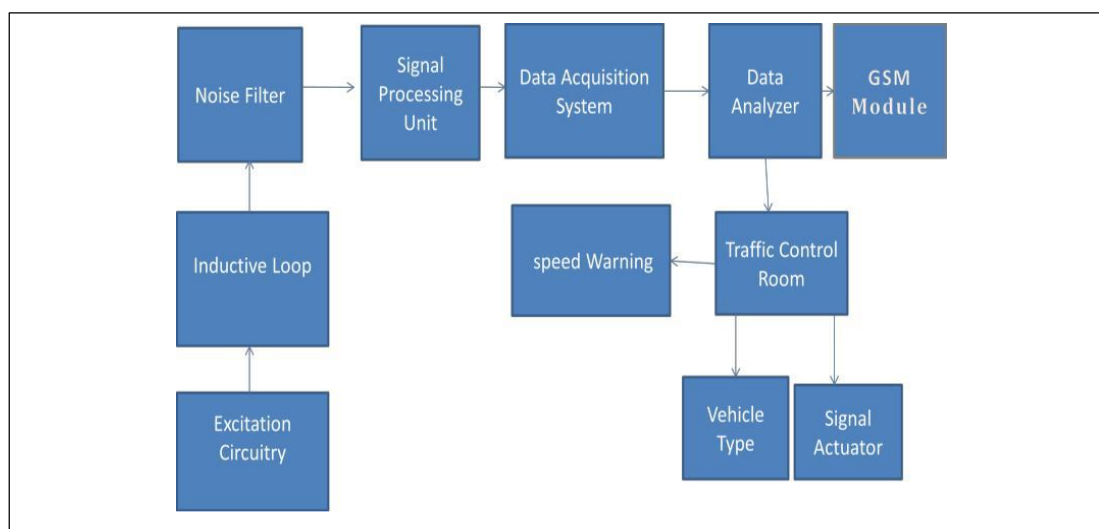 Noise Filter
Signal
Processing
Unit
Data Acquisition
System
Data
Analyzer
GSM
Module
Inductive Loop
speed Warning
Traffic Control
Room
Excitation
Circuitry
Vehicle
Type
Signal
Actuator